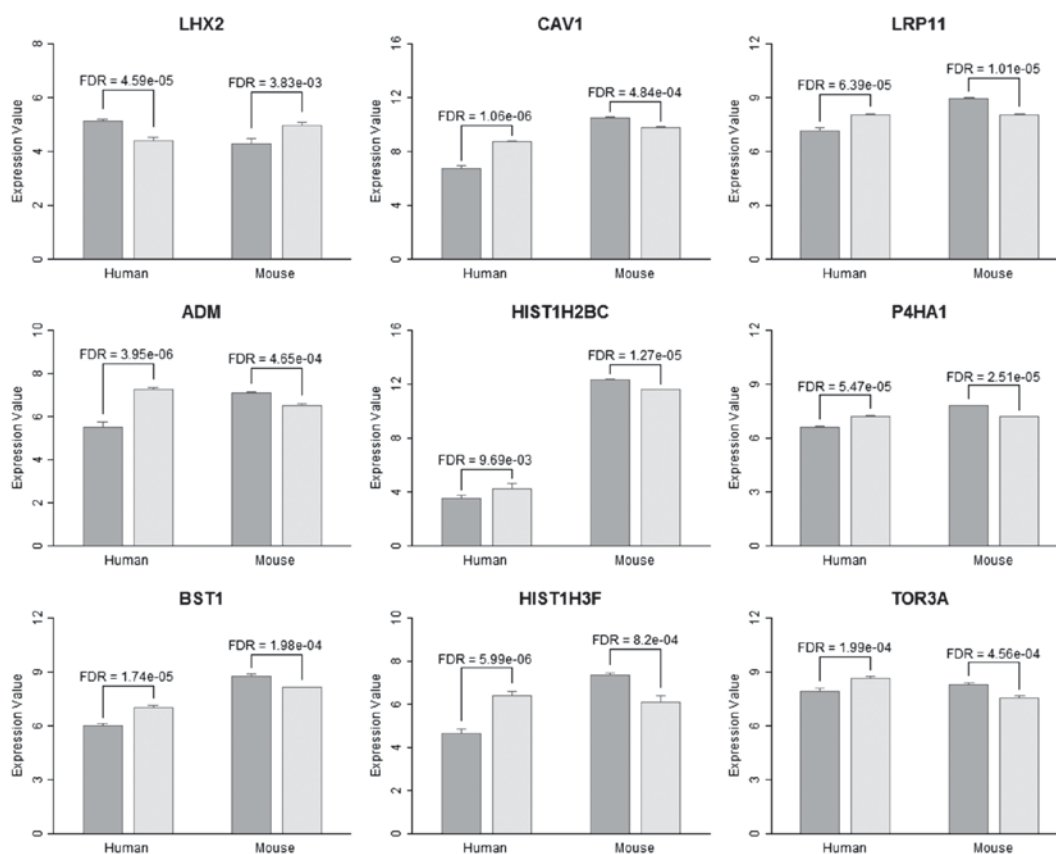 LHX2
Expression Value
0 2 4 6 8
FDR = 4.59e-05
FDR = 3.83e-03
Human Mouse
CAV1
Expression Value
0 4 8 12 16
FDR = 1.06e-06
FDR = 4.84e-04
Human Mouse
LRP11
Expression Value
0 3 6 9 12
FDR = 6.39e-05
FDR = 1.01e-05
Human Mouse
ADM
Expression Value
0 2 4 6 8 10
FDR = 3.95e-06
FDR = 4.65e-04
Human Mouse
HIST1H2BC
Expression Value
0 4 8 12 16
FDR = 9.69e-03
FDR = 1.27e-05
Human Mouse
P4HA1
Expression Value
0 3 6 9 12
FDR = 5.47e-05
FDR = 2.51e-05
Human Mouse
BST1
Expression Value
0 3 6 9 12
FDR = 1.74e-05
FDR = 1.98e-04
Human Mouse
HIST1H3F
Expression Value
0 2 4 6 8 10
FDR = 5.99e-06
FDR = 8.2e-04
Human Mouse
TOR3A
Expression Value
0 3 6 9 12
FDR = 1.99e-04
FDR = 4.56e-04
Human Mouse